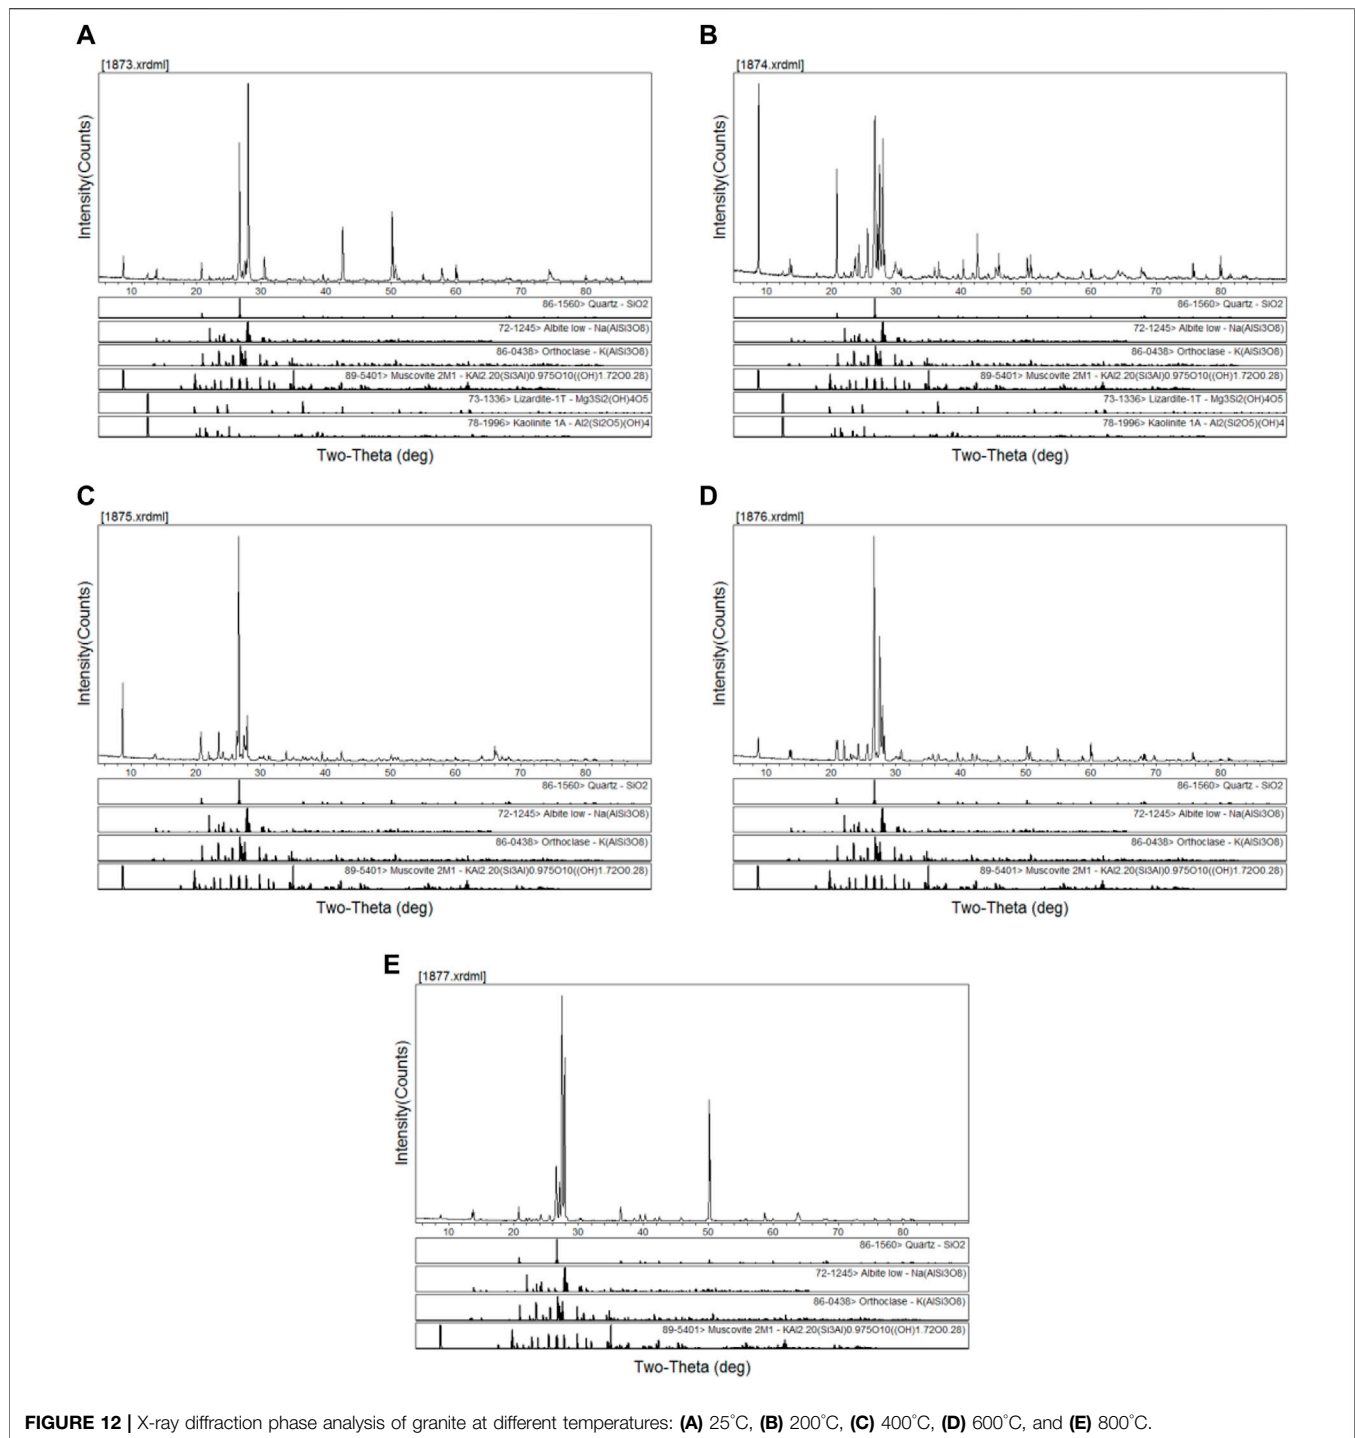 A
[1873.xrdml]
Intensity(Counts)
10 20 30 40 50 60 70 80
86-1560> Quartz - SiO2
72-1245> Albite low - Na(AlSi3O8)
86-0438> Orthoclase - K(AlSi3O8)
89-5401> Muscovite 2M1 - KAl2.20(Si3Al)0.975O10((OH)1.72O0.28)
73-1336> Lizardite-1T - Mg3Si2(OH)4O5
78-1996> Kaolinite 1A - Al2(Si2O5)(OH)4
Two-Theta (deg)
B
[1874.xrdml]
Intensity(Counts)
10 20 30 40 50 60 70 80
86-1560> Quartz - SiO2
72-1245> Albite low - Na(AlSi3O8)
86-0438> Orthoclase - K(AlSi3O8)
89-5401> Muscovite 2M1 - KAl2.20(Si3Al)0.975O10((OH)1.72O0.28)
73-1336> Lizardite-1T - Mg3Si2(OH)4O5
78-1996> Kaolinite 1A - Al2(Si2O5)(OH)4
Two-Theta (deg)
C
[1875.xrdml]
Intensity(Counts)
10 20 30 40 50 60 70 80
86-1560> Quartz - SiO2
72-1245> Albite low - Na(AlSi3O8)
86-0438> Orthoclase - K(AlSi3O8)
89-5401> Muscovite 2M1 - KAl2.20(Si3Al)0.975O10((OH)1.72O0.28)
Two-Theta (deg)
D
[1876.xrdml]
Intensity(Counts)
10 20 30 40 50 60 70 80
86-1560> Quartz - SiO2
72-1245> Albite low - Na(AlSi3O8)
86-0438> Orthoclase - K(AlSi3O8)
89-5401> Muscovite 2M1 - KAl2.20(Si3Al)0.975O10((OH)1.72O0.28)
Two-Theta (deg)
E
[1877.xrdml]
Intensity(Counts)
10 20 30 40 50 60 70 80
86-1560> Quartz - SiO2
72-1245> Albite low - Na(AlSi3O8)
86-0438> Orthoclase - K(AlSi3O8)
89-5401> Muscovite 2M1 - KAl2.20(Si3Al)0.975O10((OH)1.72O0.28)
Two-Theta (deg)
FIGURE 12 | X-ray diffraction phase analysis of granite at different temperatures: (A) 25°C, (B) 200°C, (C) 400°C, (D) 600°C, and (E) 800°C.